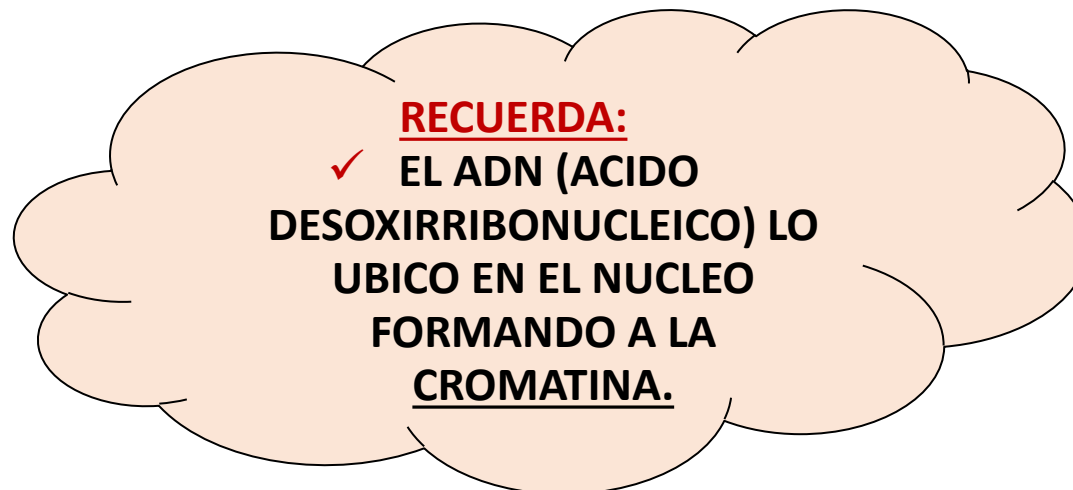 RECUERDA:
✓ EL ADN (ACIDO
DESOXIRRIBONUCLEICO) LO
UBICO EN EL NUCLEO
FORMANDO A LA
CROMATINA.